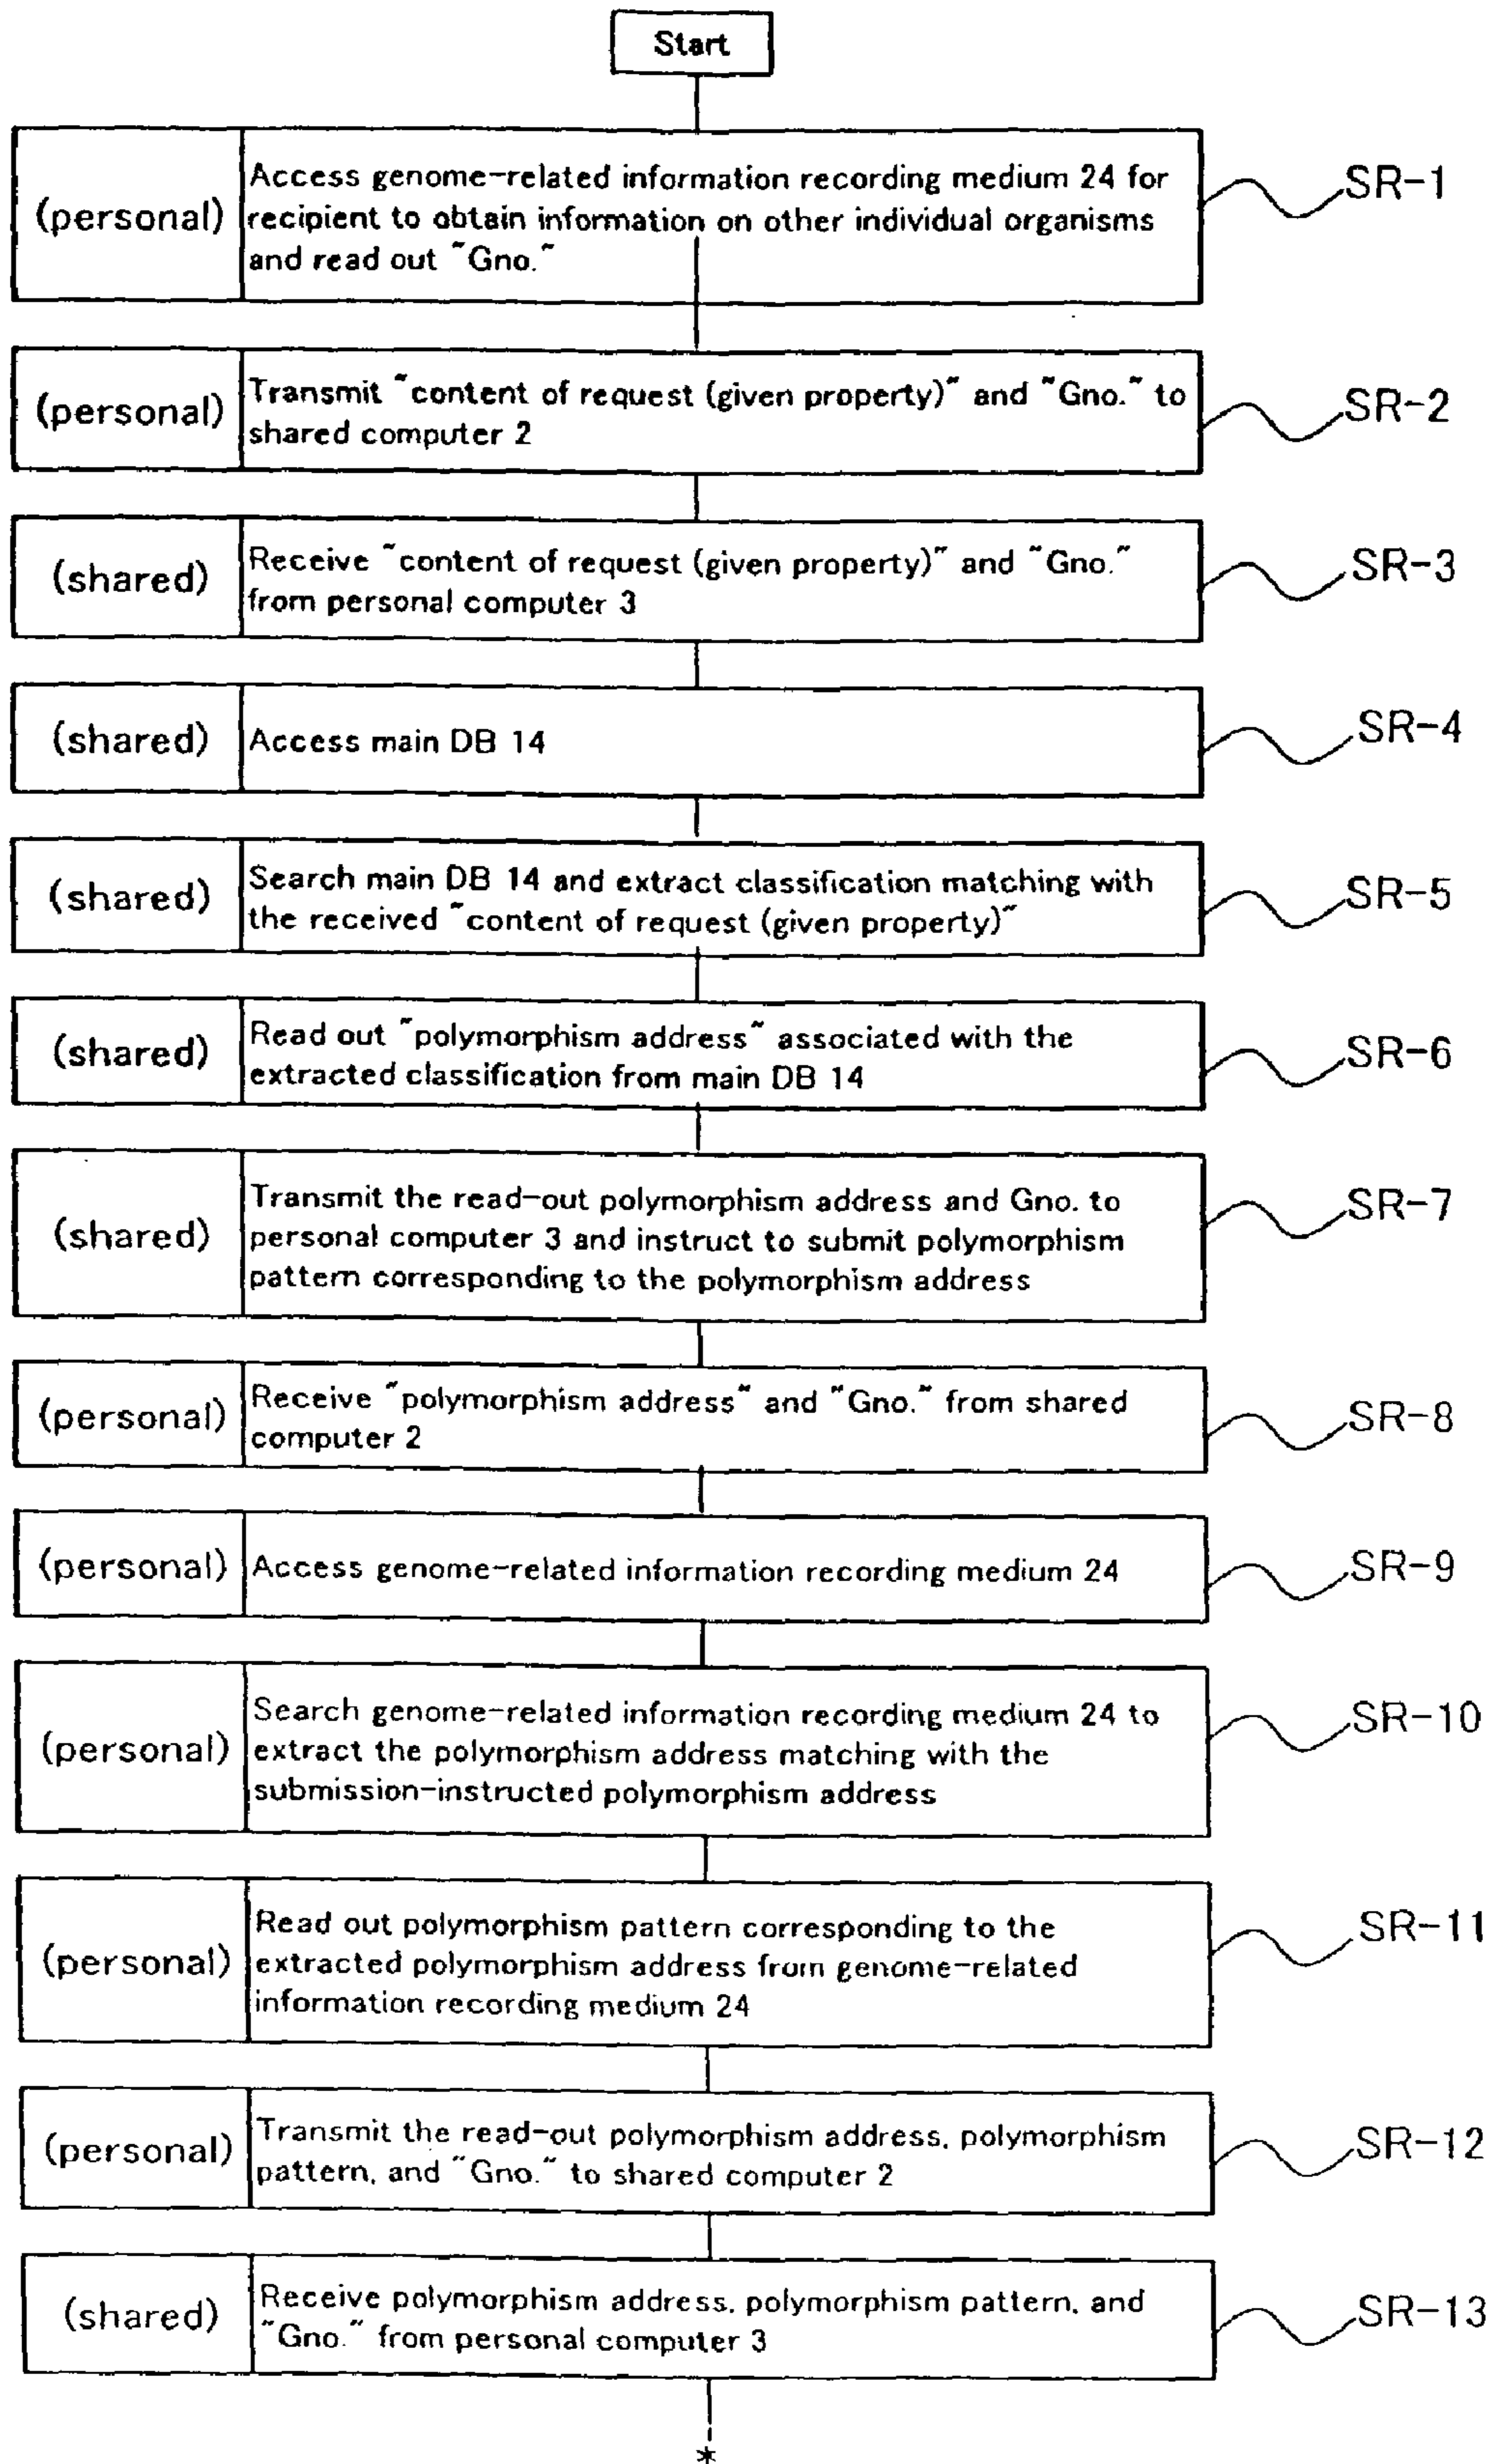 Start
(personal)
Access genome-related information recording medium 24 for
recipient to obtain information on other individual organisms
and read out ˝Gno.˝
SR-1
(personal)
Transmit ˝content of request (given property)˝ and ˝Gno.˝ to
shared computer 2
SR-2
(shared)
Receive ˝content of request (given property)˝ and ˝Gno.˝
from personal computer 3
SR-3
(shared)
Access main DB 14
SR-4
(shared)
Search main DB 14 and extract classification matching with
the received ˝content of request (given property)˝
SR-5
(shared)
Read out ˝polymorphism address˝ associated with the
extracted classification from main DB 14
SR-6
(shared)
Transmit the read-out polymorphism address and Gno. to
personal computer 3 and instruct to submit polymorphism
pattern corresponding to the polymorphism address
SR-7
(personal)
Receive ˝polymorphism address˝ and ˝Gno.˝ from shared
computer 2
SR-8
(personal)
Access genome-related information recording medium 24
SR-9
(personal)
Search genome-related information recording medium 24 to
extract the polymorphism address matching with the
submission-instructed polymorphism address
SR-10
(personal)
Read out polymorphism pattern corresponding to the
extracted polymorphism address from genome-related
information recording medium 24
SR-11
(personal)
Transmit the read-out polymorphism address, polymorphism
pattern, and ˝Gno.˝ to shared computer 2
SR-12
(shared)
Receive polymorphism address, polymorphism pattern, and
˝Gno.˝ from personal computer 3
SR-13
*